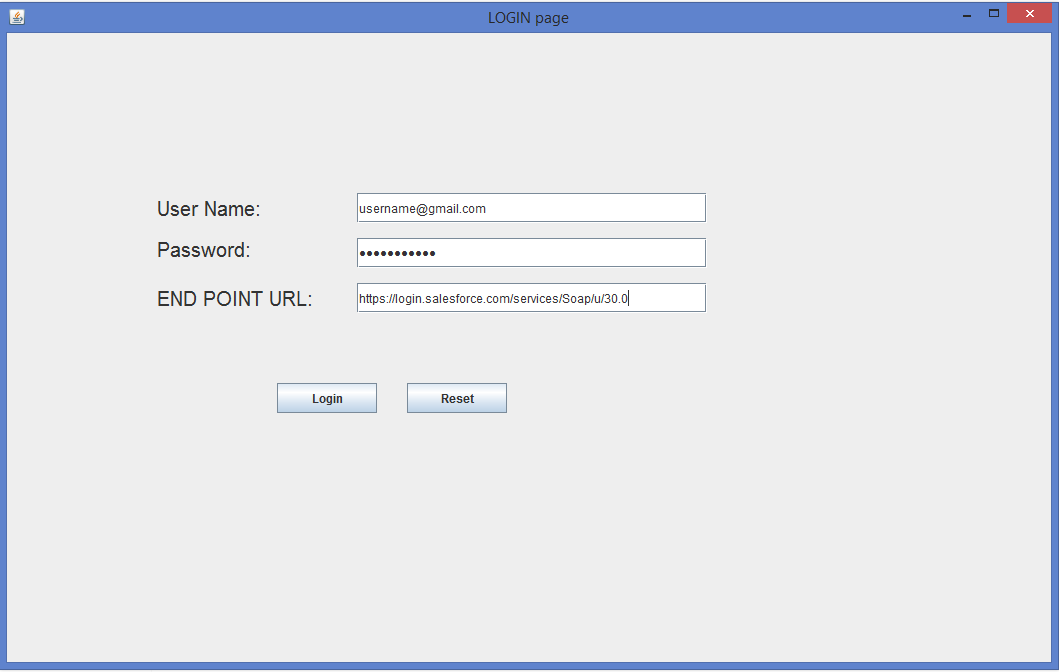 LOGIN page
User Name: username@gmail.com
Password: •••••••••••
END POINT URL: https://login.salesforce.com/services/Soap/u/30.0
Login Reset